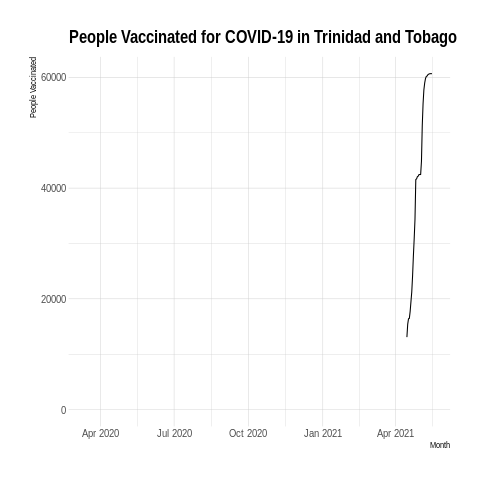 People Vaccinated for COVID-19 in Trinidad and Tobago
People Vaccinated
60000
40000
20000
0
Apr 2020 Jul 2020 Oct 2020 Jan 2021 Apr 2021
Month